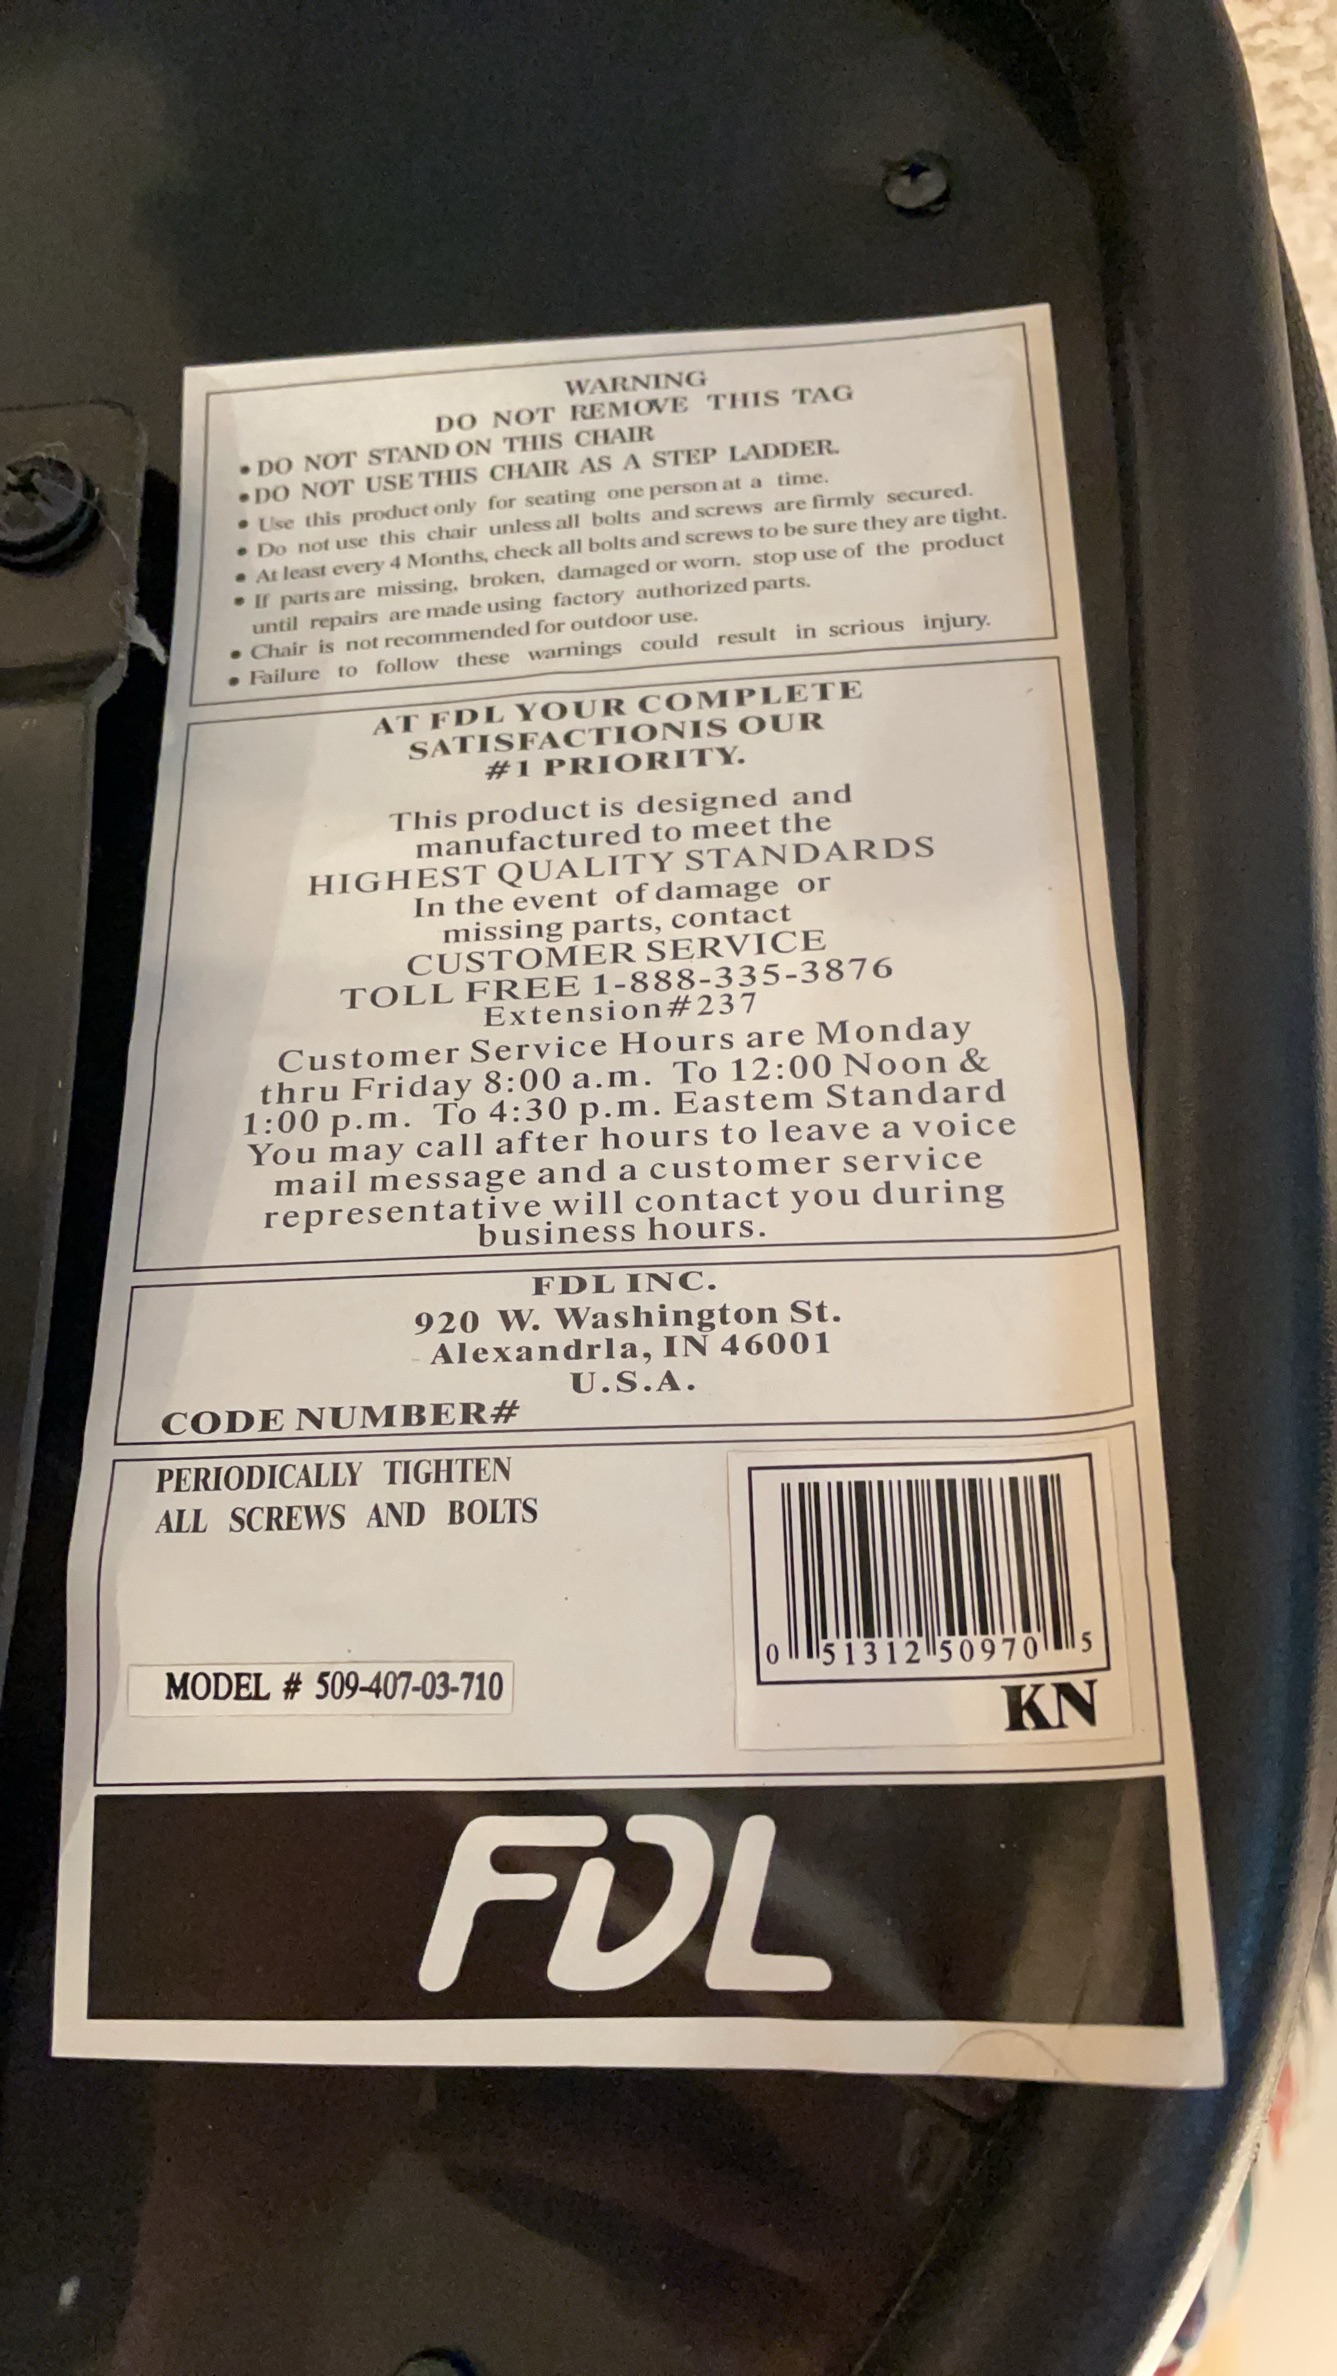 WARNING
DO NOT REMOVE THIS TAG
• DO NOT STAND ON THIS CHAIR
• DO NOT USE THIS CHAIR AS A STEP LADDER.
• Use this product only for seating one person at a time.
• Do not use this chair unless all bolts and screws are firmly secured.
• At least every 4 Months, check all bolts and screws to be sure they are tight.
• If parts are missing, broken, damaged or worn, stop use of the product
until repairs are made using factory authorized parts.
• Chair is not recommended for outdoor use.
• Failure to follow these warnings could result in scrious injury.
AT FDL YOUR COMPLETE
SATISFACTIONIS OUR
#1 PRIORITY.
This product is designed and
manufactured to meet the
HIGHEST QUALITY STANDARDS
In the event of damage or
missing parts, contact
CUSTOMER SERVICE
TOLL FREE 1-888-335-3876
Extension#237
Customer Service Hours are Monday
thru Friday 8:00 a.m. To 12:00 Noon &
1:00 p.m. To 4:30 p.m. Eastem Standard
You may call after hours to leave a voice
mail message and a customer service
representative will contact you during
business hours.
FDL INC.
920 W. Washington St.
Alexandrla, IN 46001
U.S.A.
CODE NUMBER#
PERIODICALLY TIGHTEN
ALL SCREWS AND BOLTS
0 51312 50970 5
MODEL # 509-407-03-710
KN
FDL